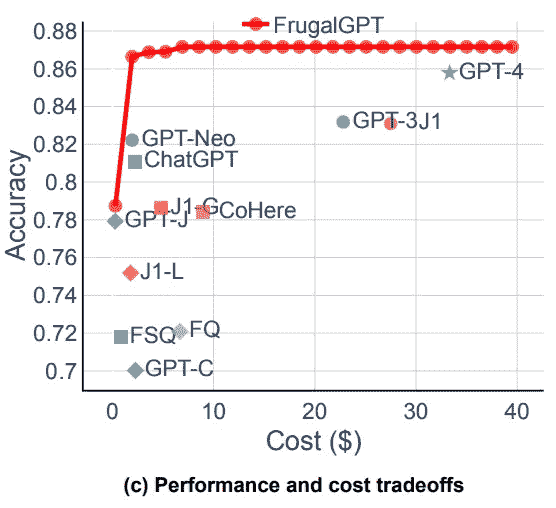 FrugalGPT
0.88
0.86
0.84
0.82
0.8
0.78
0.76
0.74
0.72
0.7
Accuracy
GPT-4
GPT-3
J1
GPT-Neo
ChatGPT
J1-G
CoHere
GPT-J
J1-L
FSQ
FQ
GPT-C
0 10 20 30 40
Cost ($)
(c) Performance and cost tradeoffs